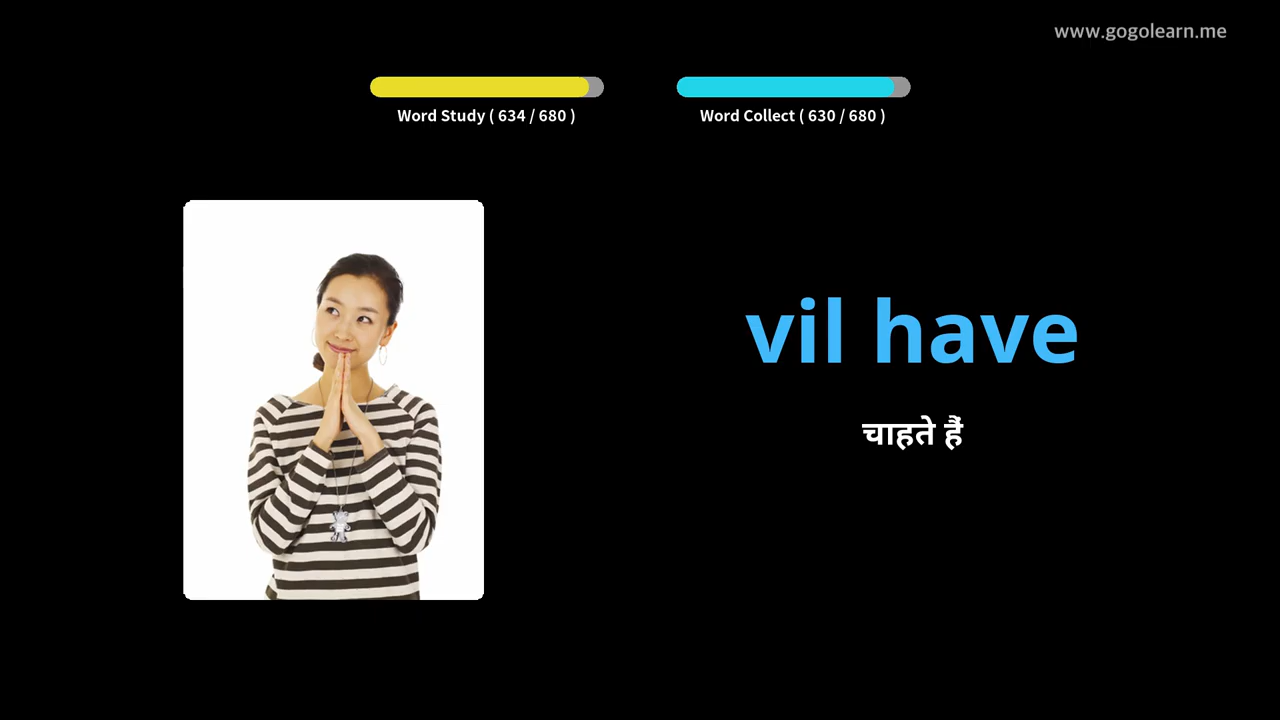 www.gogolearn.me
Word Study ( 634 / 680 )
Word Collect ( 630 / 680 )
vil have
चाहते हैं